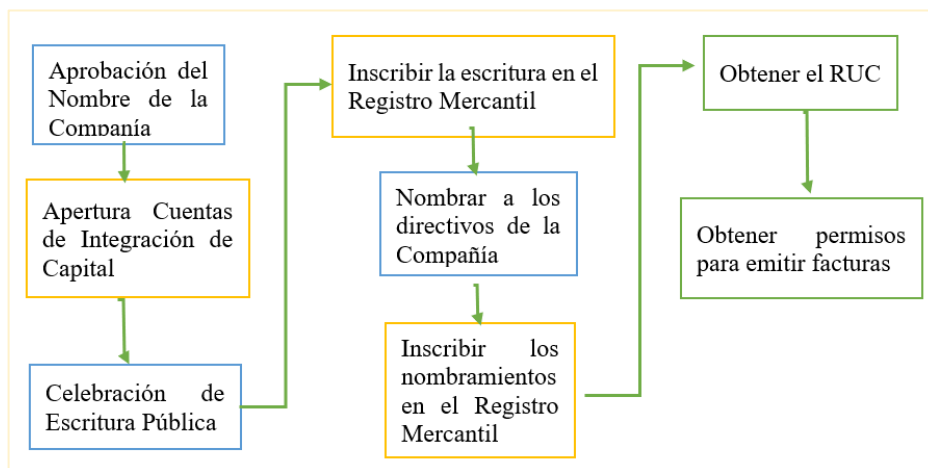 Aprobación del
Nombre de la
Companía
Apertura Cuentas
de Integración de
Capital
Celebración de
Escritura Pública
Inscribir la escritura en el
Registro Mercantil
Nombrar a los
directivos de la
Compañía
Inscribir los
nombramientos
en el Registro
Mercantil
Obtener el RUC
Obtener permisos
para emitir facturas